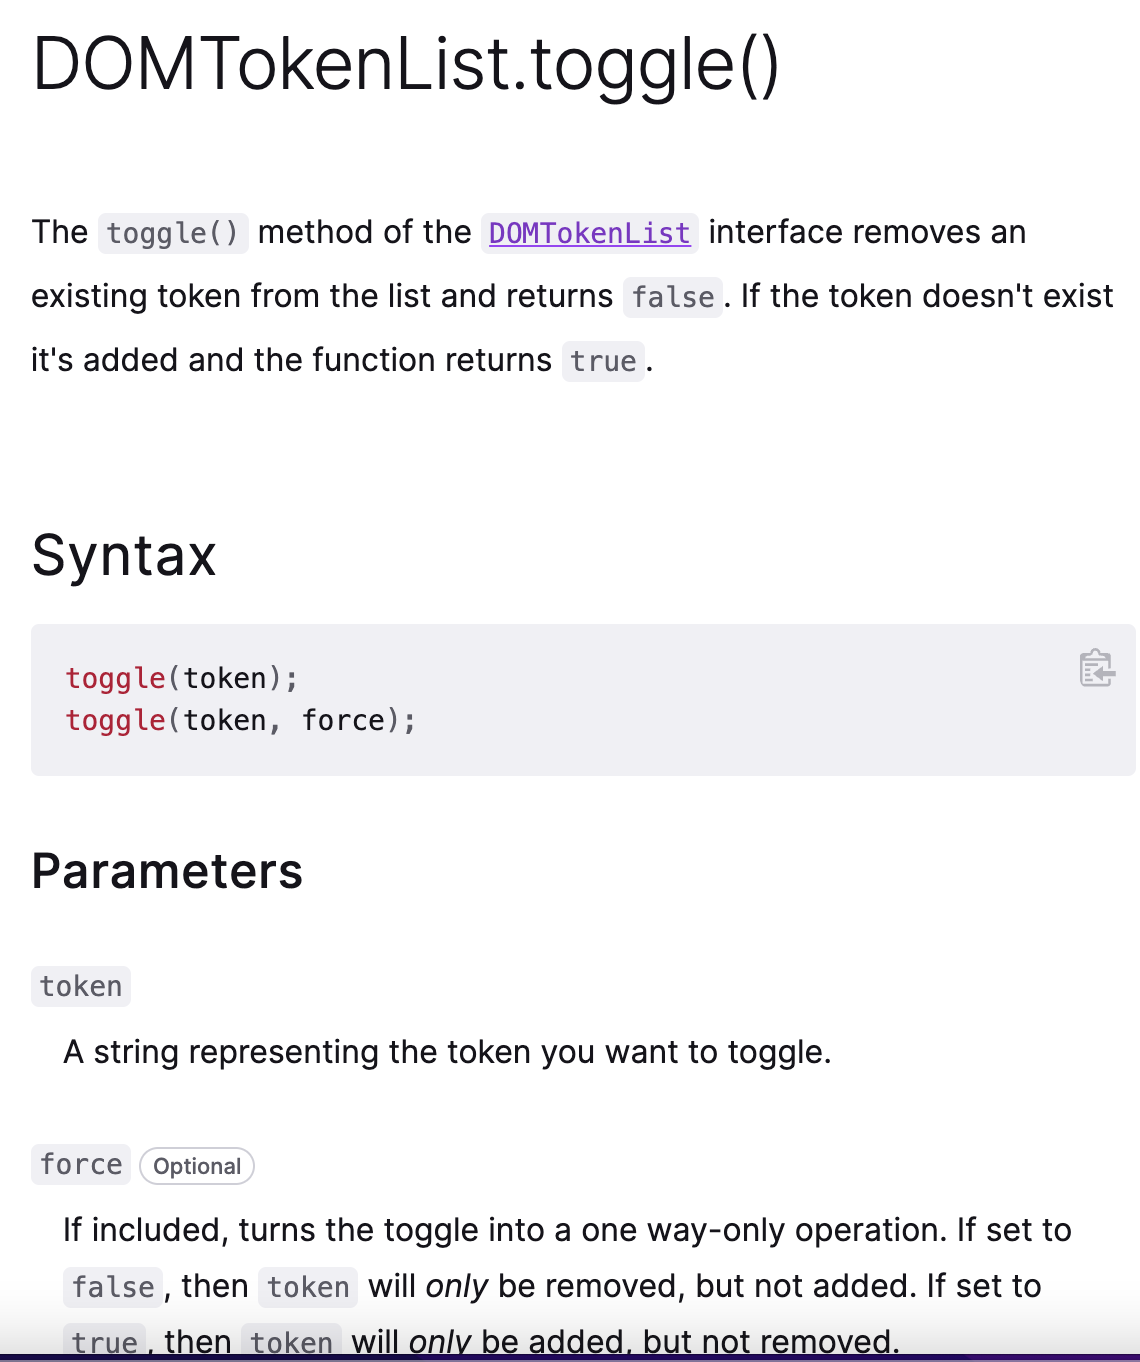 DOMTokenList.toggle()
The toggle() method of the DOMTokenList interface removes an
existing token from the list and returns false. If the token doesn't exist
it's added and the function returns true.
Syntax
toggle(token);
toggle(token, force);
Parameters
token
A string representing the token you want to toggle.
force Optional
If included, turns the toggle into a one way-only operation. If set to
false, then token will only be removed, but not added. If set to
true, then token will only be added, but not removed.